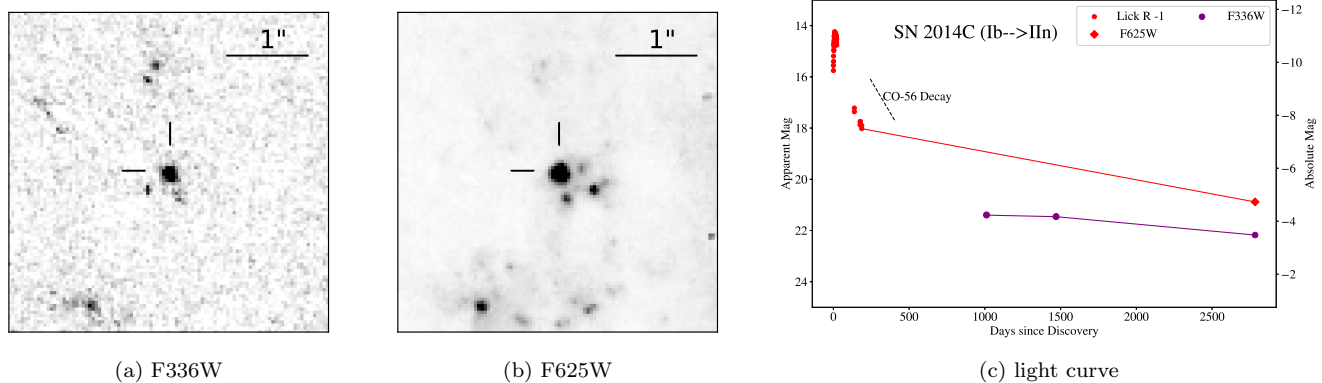 1"
(a) F336W
1"
(b) F625W
SN 2014C (Ib-->IIn)
Lick R -1
F625W
F336W
CO-56 Decay
Apparent Mag
14
16
18
20
22
24
Absolute Mag
−12
−10
−8
−6
−4
−2
0
500
1000
1500
2000
2500
Days since Discovery
(c) light curve